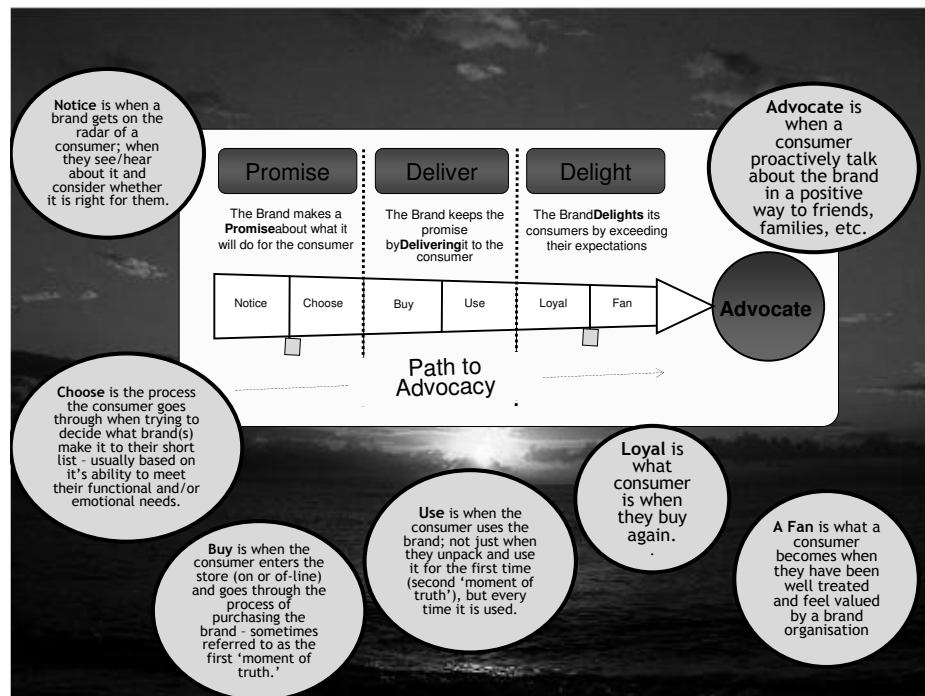 Notice is when a
brand gets on the
radar of a
consumer; when
they see/hear
about it and
consider whether
it is right for them.
Promise
Deliver
Delight
The Brand makes a
Promiseabout what it
will do for the consumer
The Brand keeps the
promise
byDeliveringit to the
consumer
The BrandDelights its
consumers by exceeding
their expectations
Advocate is
when a
consumer
proactively talk
about the brand
in a positive
way to friends,
families, etc.
Notice
Choose
Buy
Use
Loyal
Fan
Advocate
Path to
Advocacy
Choose is the process
the consumer goes
through when trying to
decide what brand(s)
make it to their short
list - usually based on
it's ability to meet
their functional and/or
emotional needs.
Buy is when the
consumer enters the
store (on or of-line)
and goes through the
process of
purchasing the
brand - sometimes
referred to as the
first 'moment of
truth.'
Use is when the
consumer uses the
brand; not just when
they unpack and use
it for the first time
(second 'moment of
truth'), but every
time it is used.
Loyal is
what
consumer
is when
they buy
again.
.
A Fan is what a
consumer
becomes when
they have been
well treated
and feel valued
by a brand
organisation